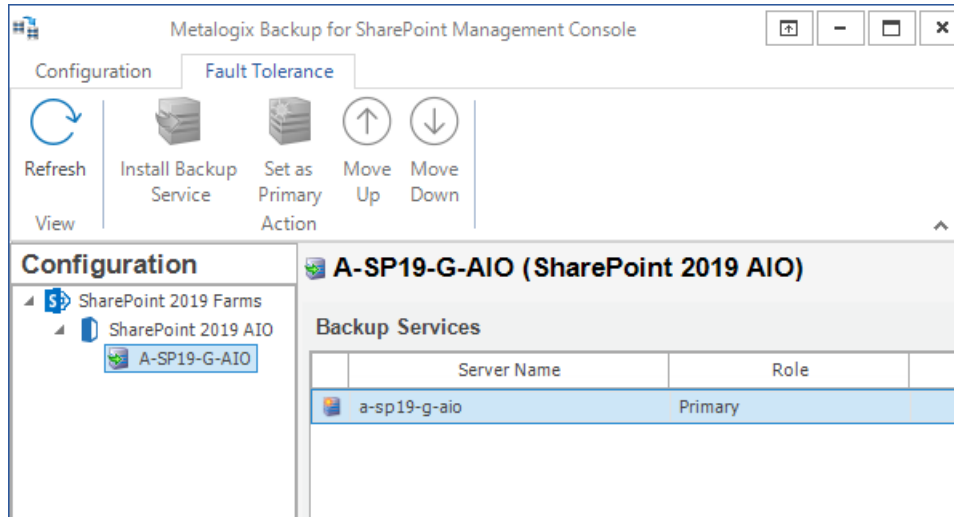 Metalogix Backup for SharePoint Management Console
Configuration
Fault Tolerance
Refresh
Install Backup
Service
Set as
Primary
Move
Up
Move
Down
View
Action
Configuration
SharePoint 2019 Farms
SharePoint 2019 AIO
A-SP19-G-AIO
A-SP19-G-AIO (SharePoint 2019 AIO)
Backup Services
Server Name
Role
a-sp19-g-aio
Primary